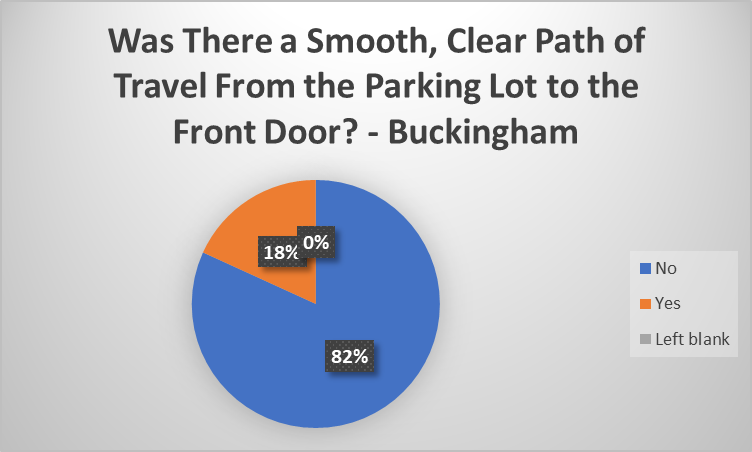 Was There a Smooth, Clear Path of
Travel From the Parking Lot to the
Front Door? - Buckingham
18%
0%
82%
No
Yes
Left blank